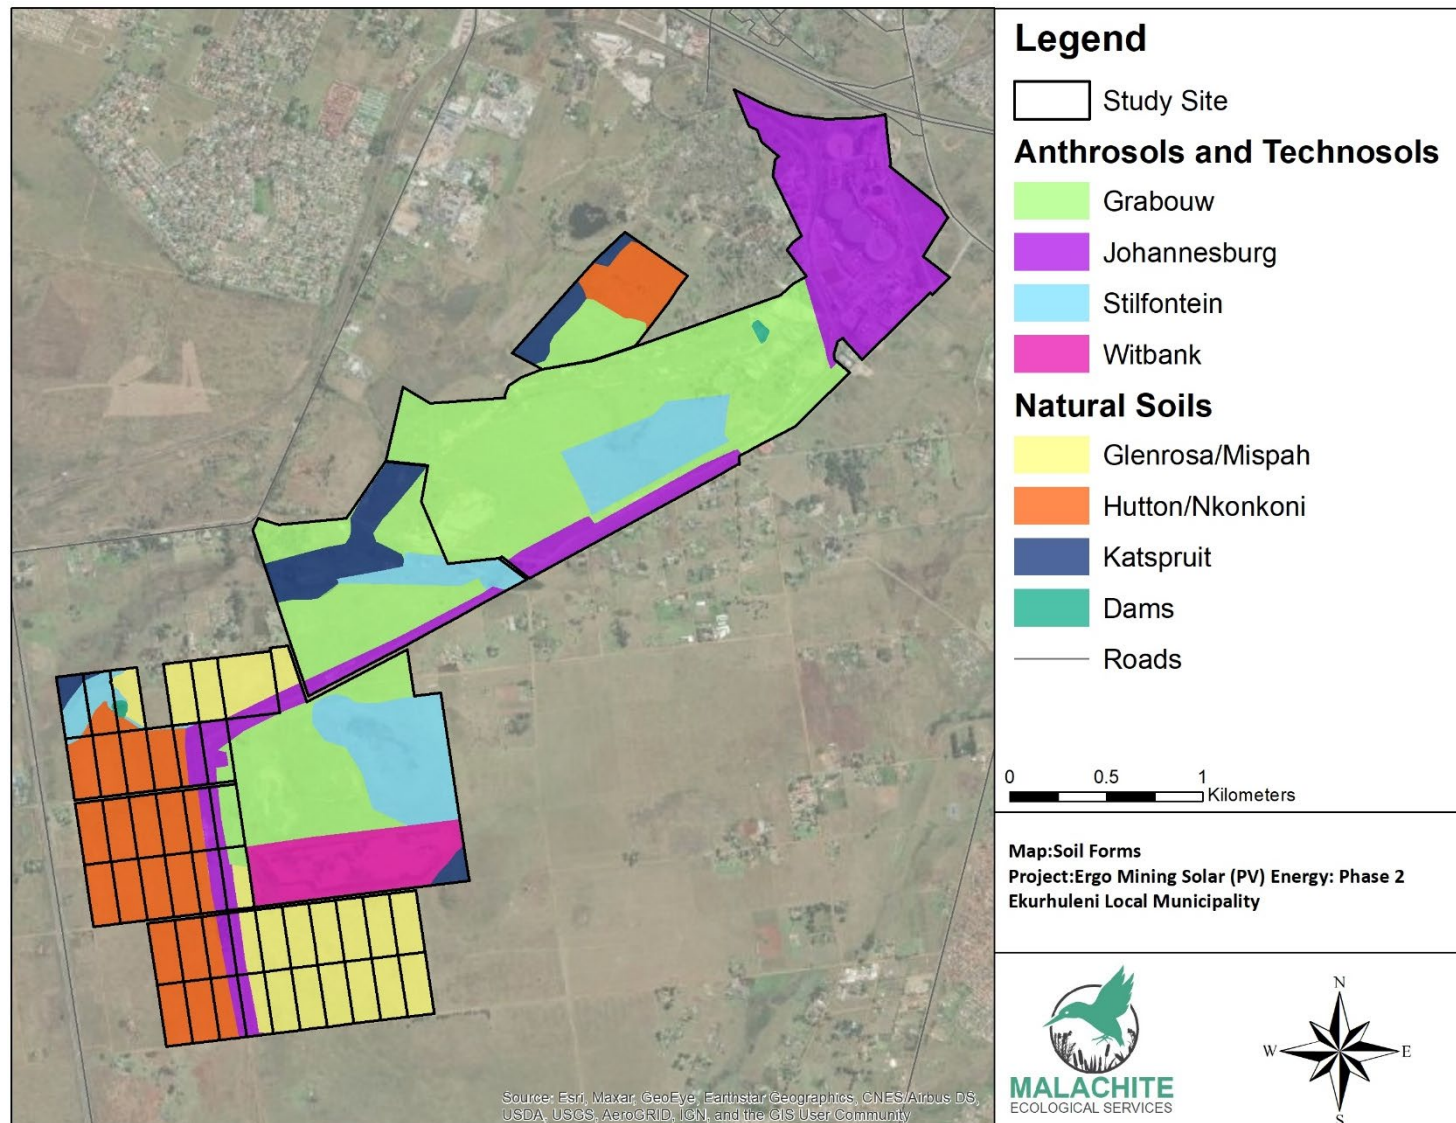 Legend
Study Site
Anthrosols and Technosols
Grabouw
Johannesburg
Stilfontein
Witbank
Natural Soils
Glenrosa/Mispah
Hutton/Nkonkoni
Katspruit
Dams
Roads
0 0.5 1
Kilometers
Map:Soil Forms
Project:Ergo Mining Solar (PV) Energy: Phase 2
Ekurhuleni Local Municipality
MALACHITE
ECOLOGICAL SERVICES
N
W E
S
Source: Esri, Maxar, GeoEye, Earthstar Geographics, CNES/Airbus DS,
USDA, USGS, AeroGRID, IGN, and the GIS User Community